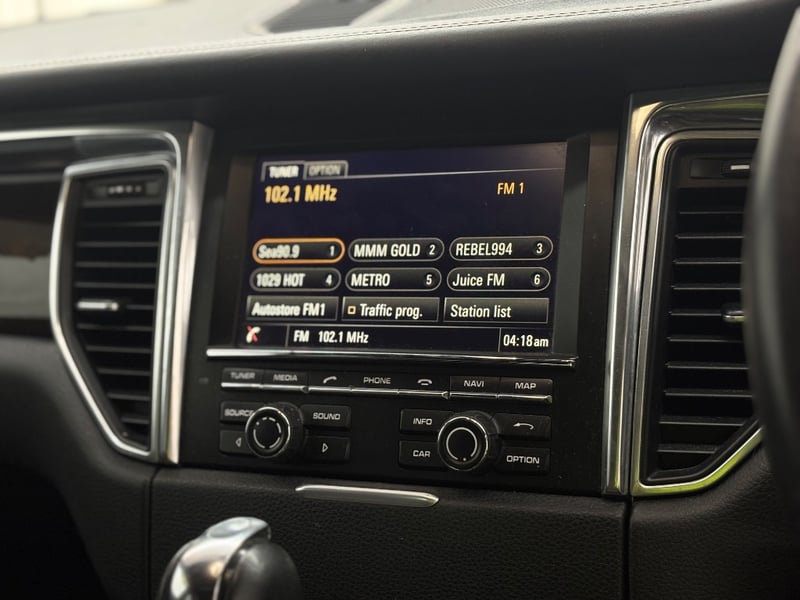 TUNER OPTION
102.1 MHz FM 1
Sea90.9 1 MMM GOLD 2 REBEL994 3
1029 HOT 4 METRO 5 Juice FM 6
Autostore FM1 Traffic prog. Station list
FM 102.1 MHz 04:18am
TUNER MEDIA PHONE NAVI MAP
SOURCE SOUND INFO
CAR OPTION